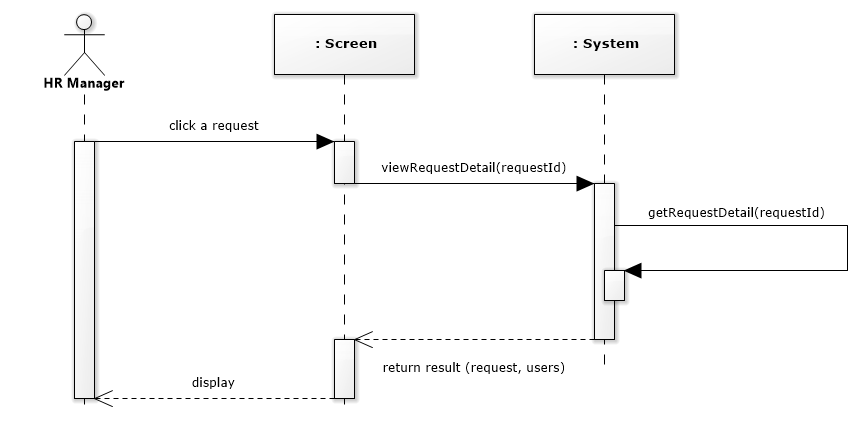 : Screen
: System
HR Manager
click a request
viewRequestDetail(requestId)
getRequestDetail(requestId)
return result (request, users)
display